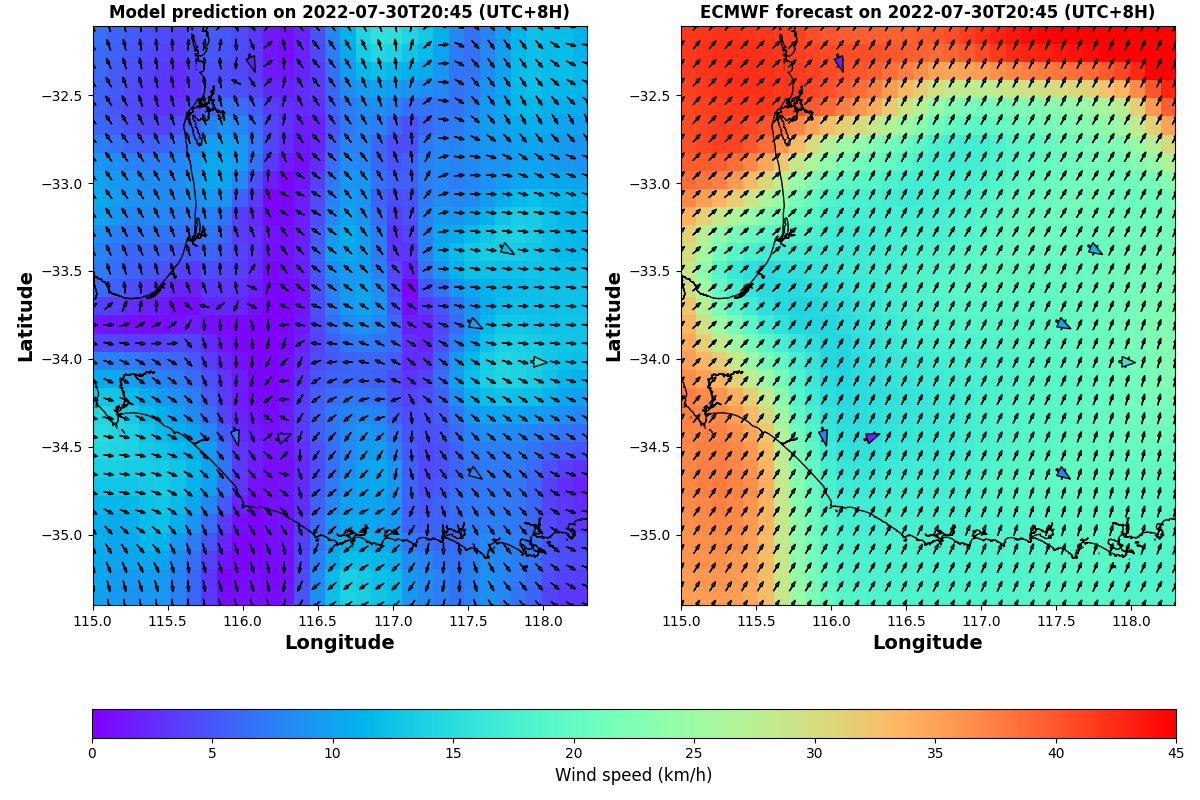 Model prediction on 2022-07-30T20:45 (UTC+8H)
ECMWF forecast on 2022-07-30T20:45 (UTC+8H)
Latitude
−32.5
−33.0
−33.5
−34.0
−34.5
−35.0
115.0 115.5 116.0 116.5 117.0 117.5 118.0
Longitude
Latitude
−32.5
−33.0
−33.5
−34.0
−34.5
−35.0
115.0 115.5 116.0 116.5 117.0 117.5 118.0
Longitude
0 5 10 15 20 25 30 35 40 45
Wind speed (km/h)